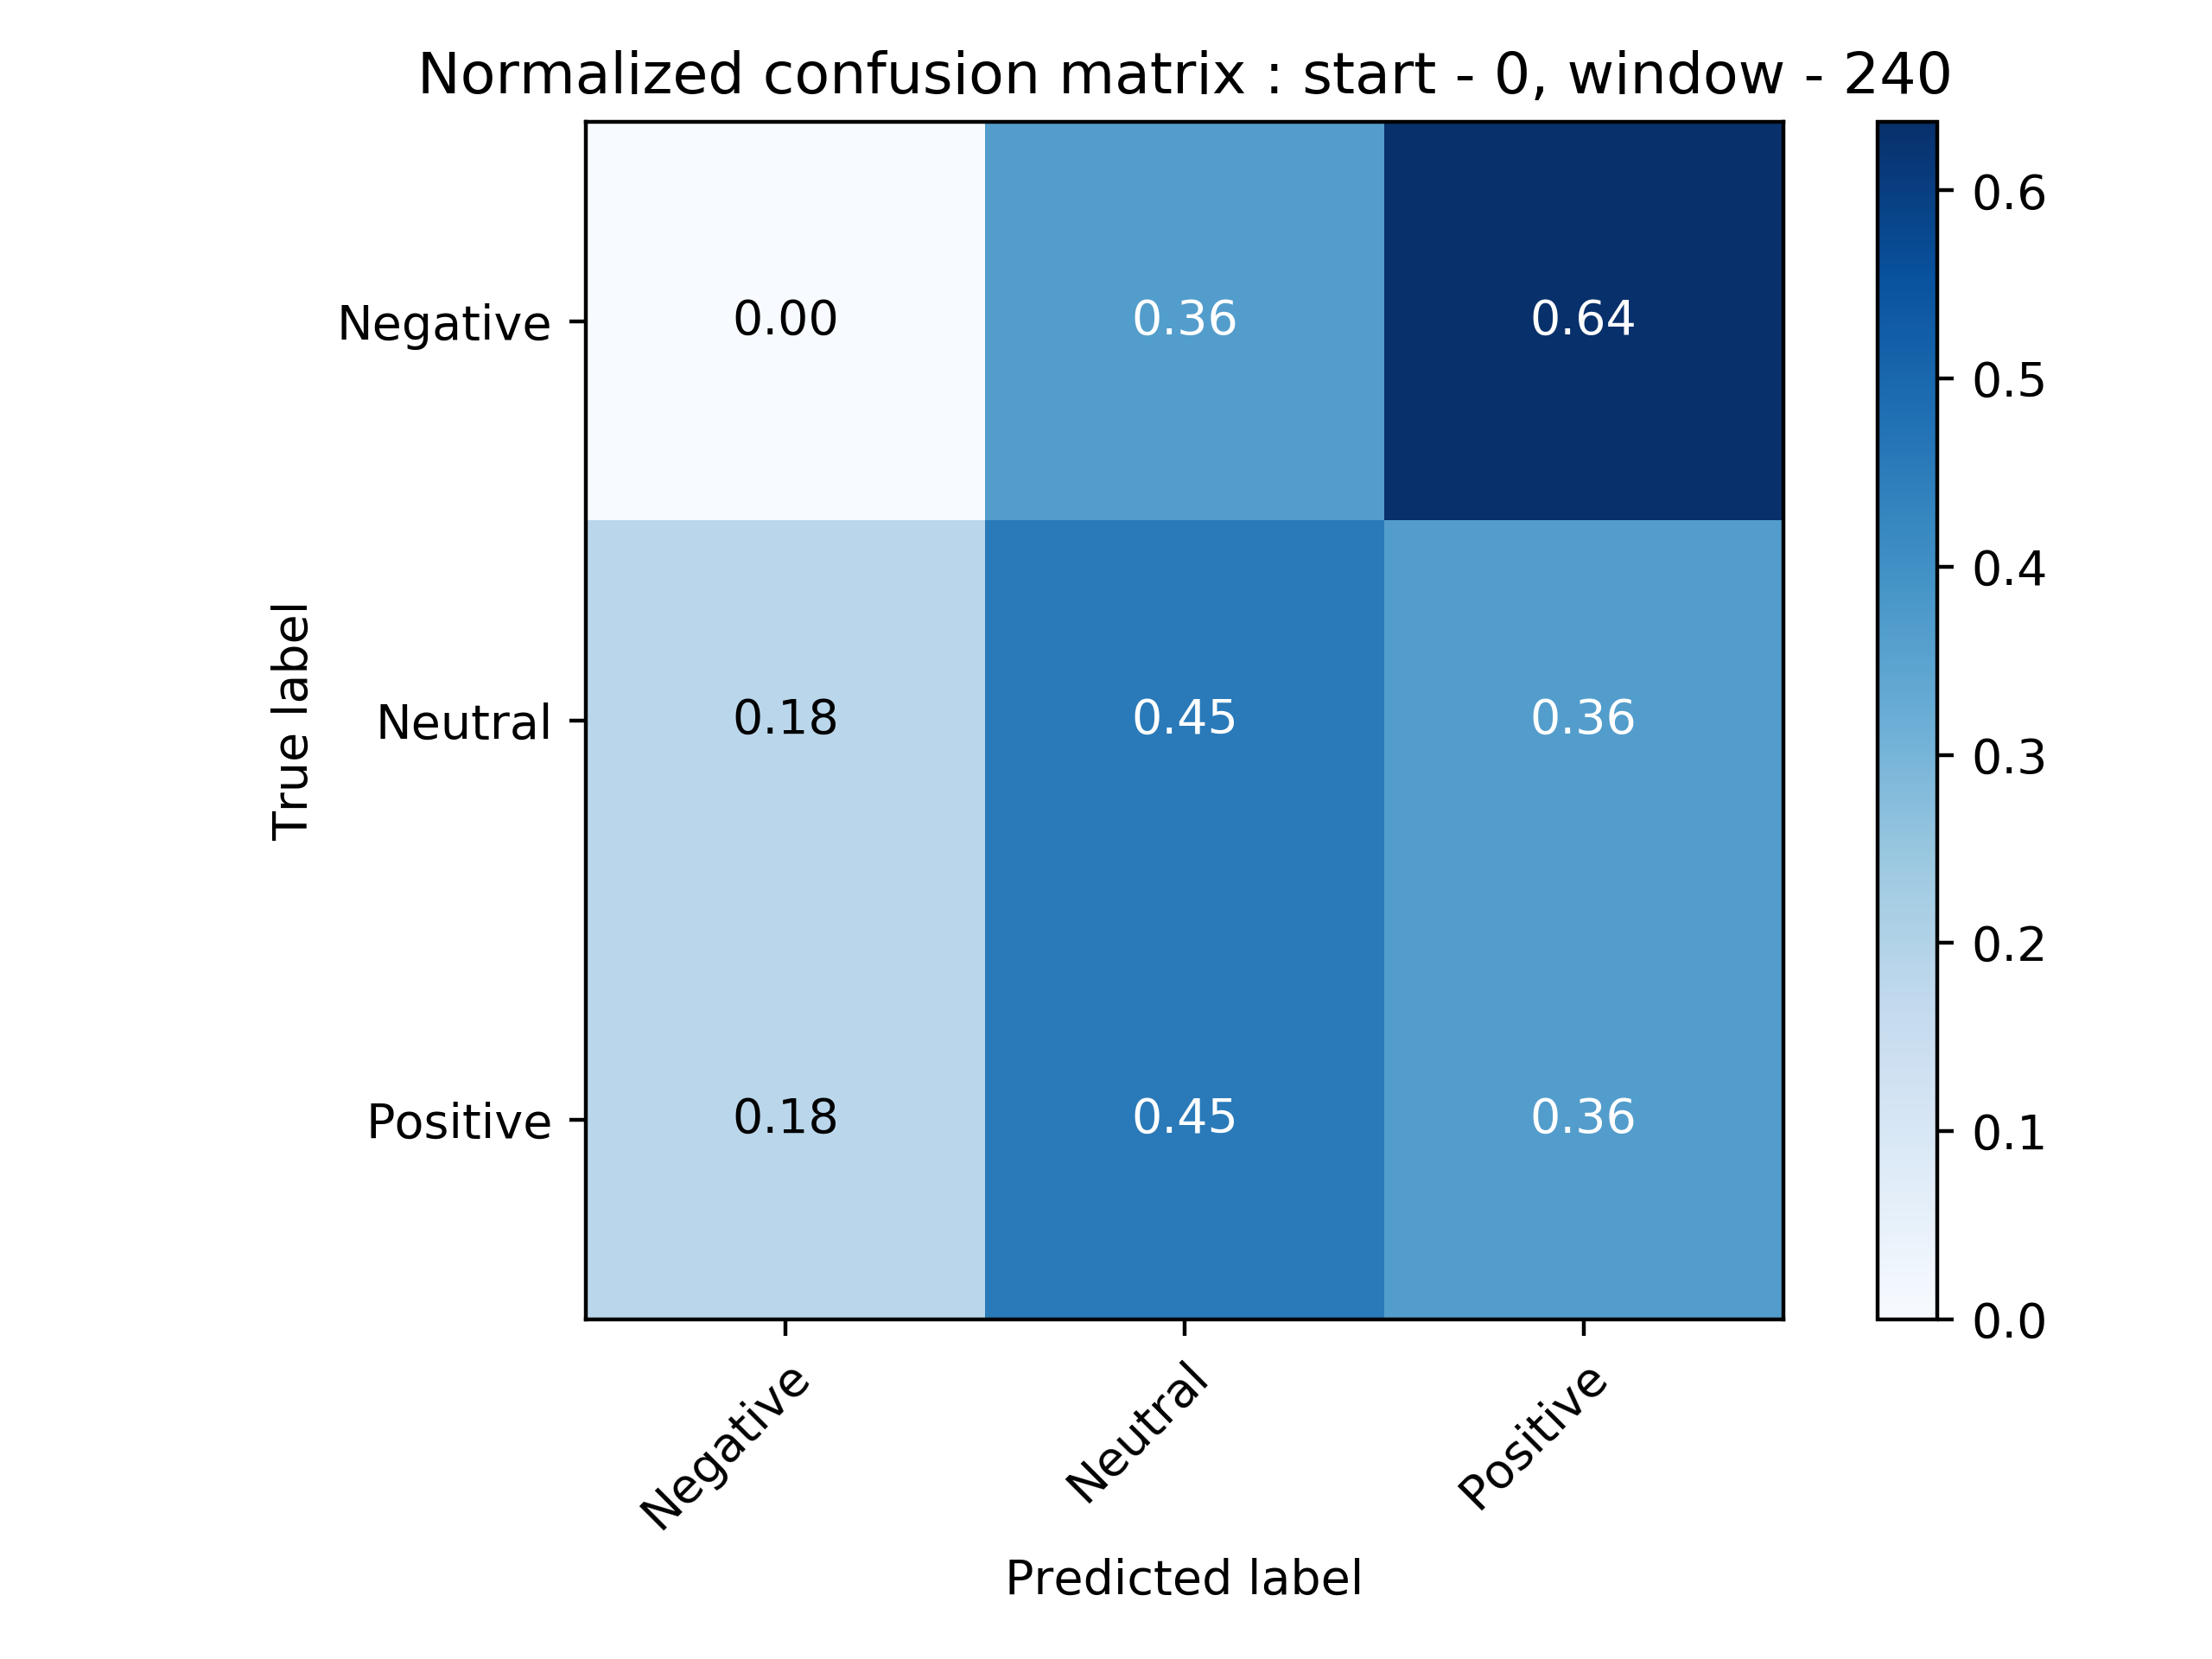 Normalized confusion matrix : start - 0, window - 240
True label
Negative 0.00 0.36 0.64
Neutral 0.18 0.45 0.36
Positive 0.18 0.45 0.36
Negative Neutral Positive
Predicted label
0.6
0.5
0.4
0.3
0.2
0.1
0.0